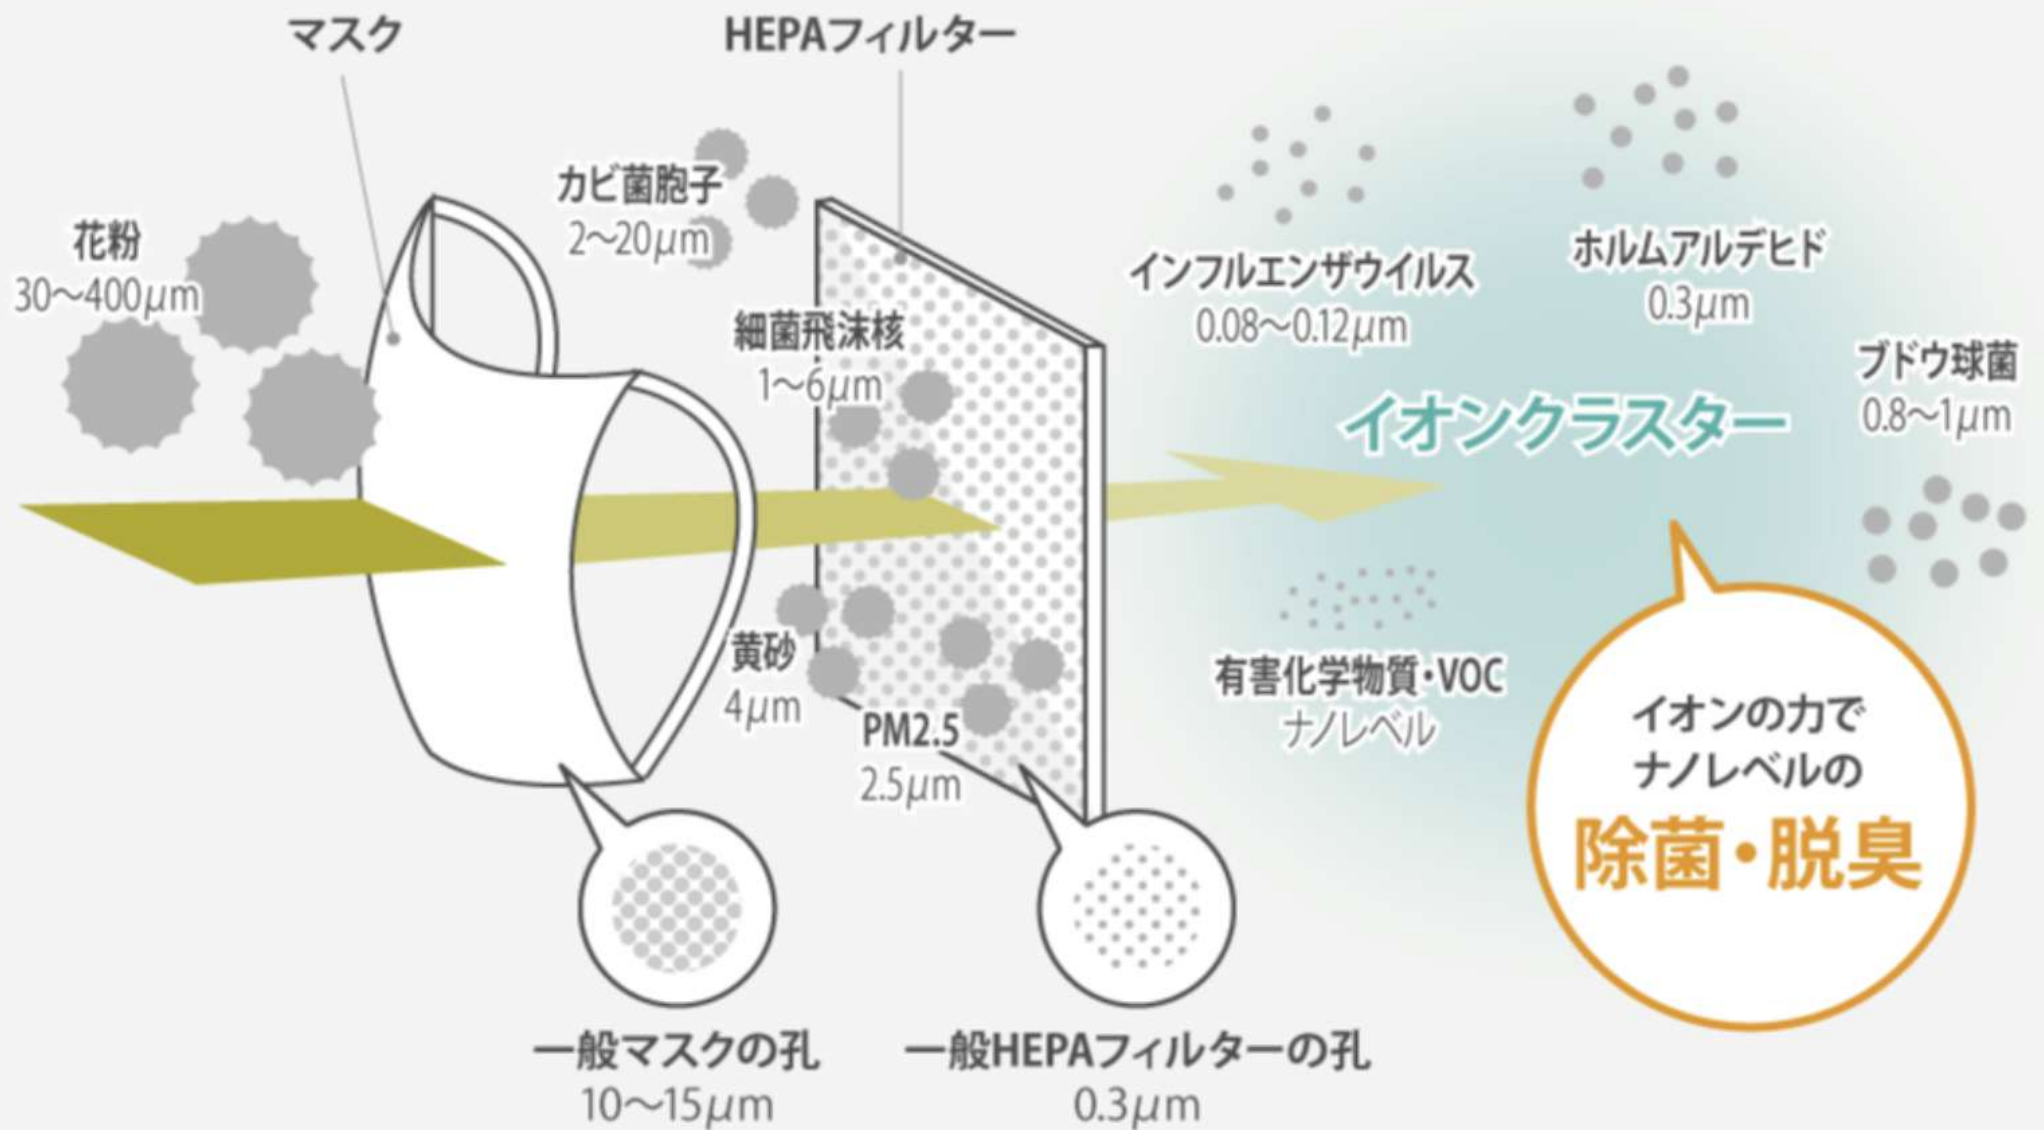 マスク
HEPAフィルター
花粉
30〜400μm
カビ菌胞子
2〜20μm
細菌飛沫核
1〜6μm
黄砂
4μm
PM2.5
2.5μm
インフルエンザウイルス
0.08〜0.12μm
ホルムアルデヒド
0.3μm
ブドウ球菌
0.8〜1μm
イオンクラスター
有害化学物質・VOC
ナノレベル
イオンの力で
ナノレベルの
除菌・脱臭
一般マスクの孔
10〜15μm
一般HEPAフィルターの孔
0.3μm